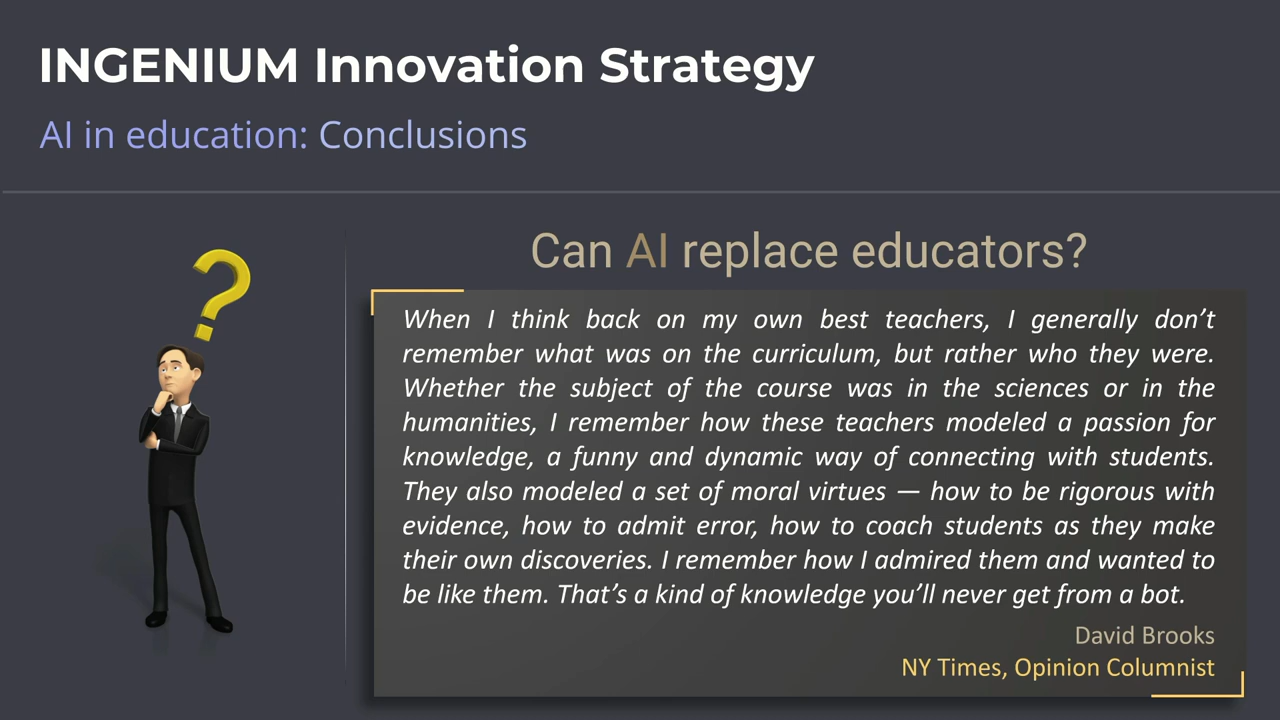 INGENIUM Innovation Strategy
AI in education: Conclusions
?
Can AI replace educators?
When I think back on my own best teachers, I generally don’t
remember what was on the curriculum, but rather who they were.
Whether the subject of the course was in the sciences or in the
humanities, I remember how these teachers modeled a passion for
knowledge, a funny and dynamic way of connecting with students.
They also modeled a set of moral virtues — how to be rigorous with
evidence, how to admit error, how to coach students as they make
their own discoveries. I remember how I admired them and wanted to
be like them. That’s a kind of knowledge you’ll never get from a bot.
David Brooks
NY Times, Opinion Columnist